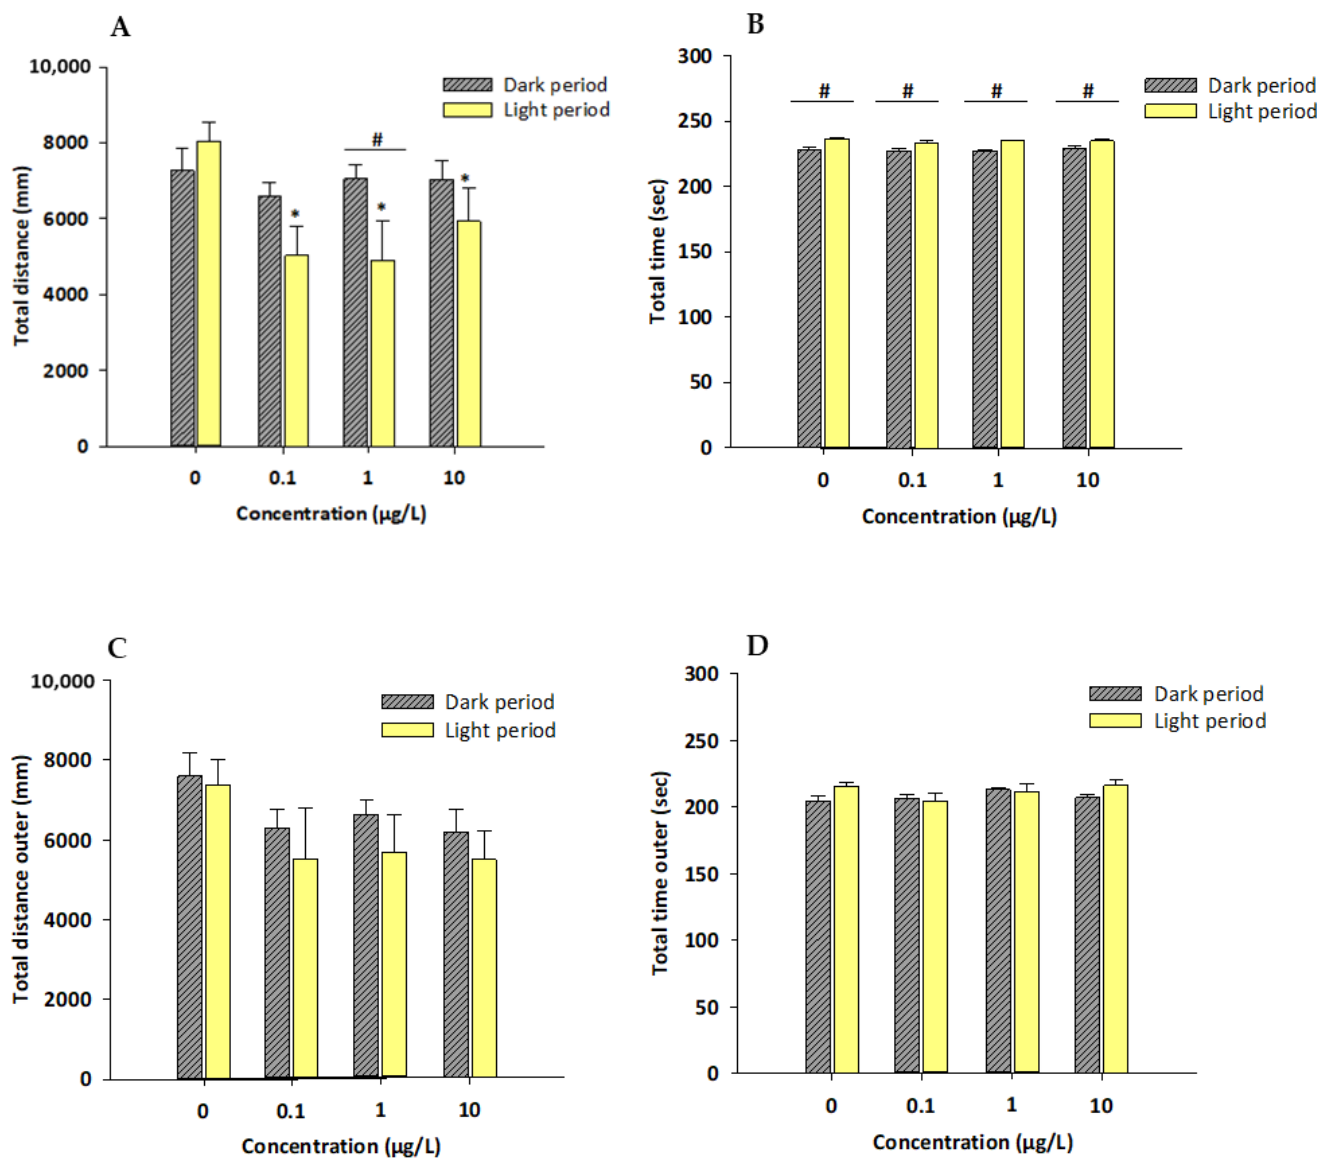 A
10,000
8000
6000
4000
2000
0
Total distance (mm)
Dark period
Light period
#
*
*
*
0 0.1 1 10
Concentration (µg/L)
B
300
250
200
150
100
50
0
Total time (sec)
Dark period
Light period
# # # #
0 0.1 1 10
Concentration (µg/L)
C
10,000
8000
6000
4000
2000
0
Total distance outer (mm)
Dark period
Light period
0 0.1 1 10
Concentration (µg/L)
D
300
250
200
150
100
50
0
Total time outer (sec)
Dark period
Light period
0 0.1 1 10
Concentration (µg/L)